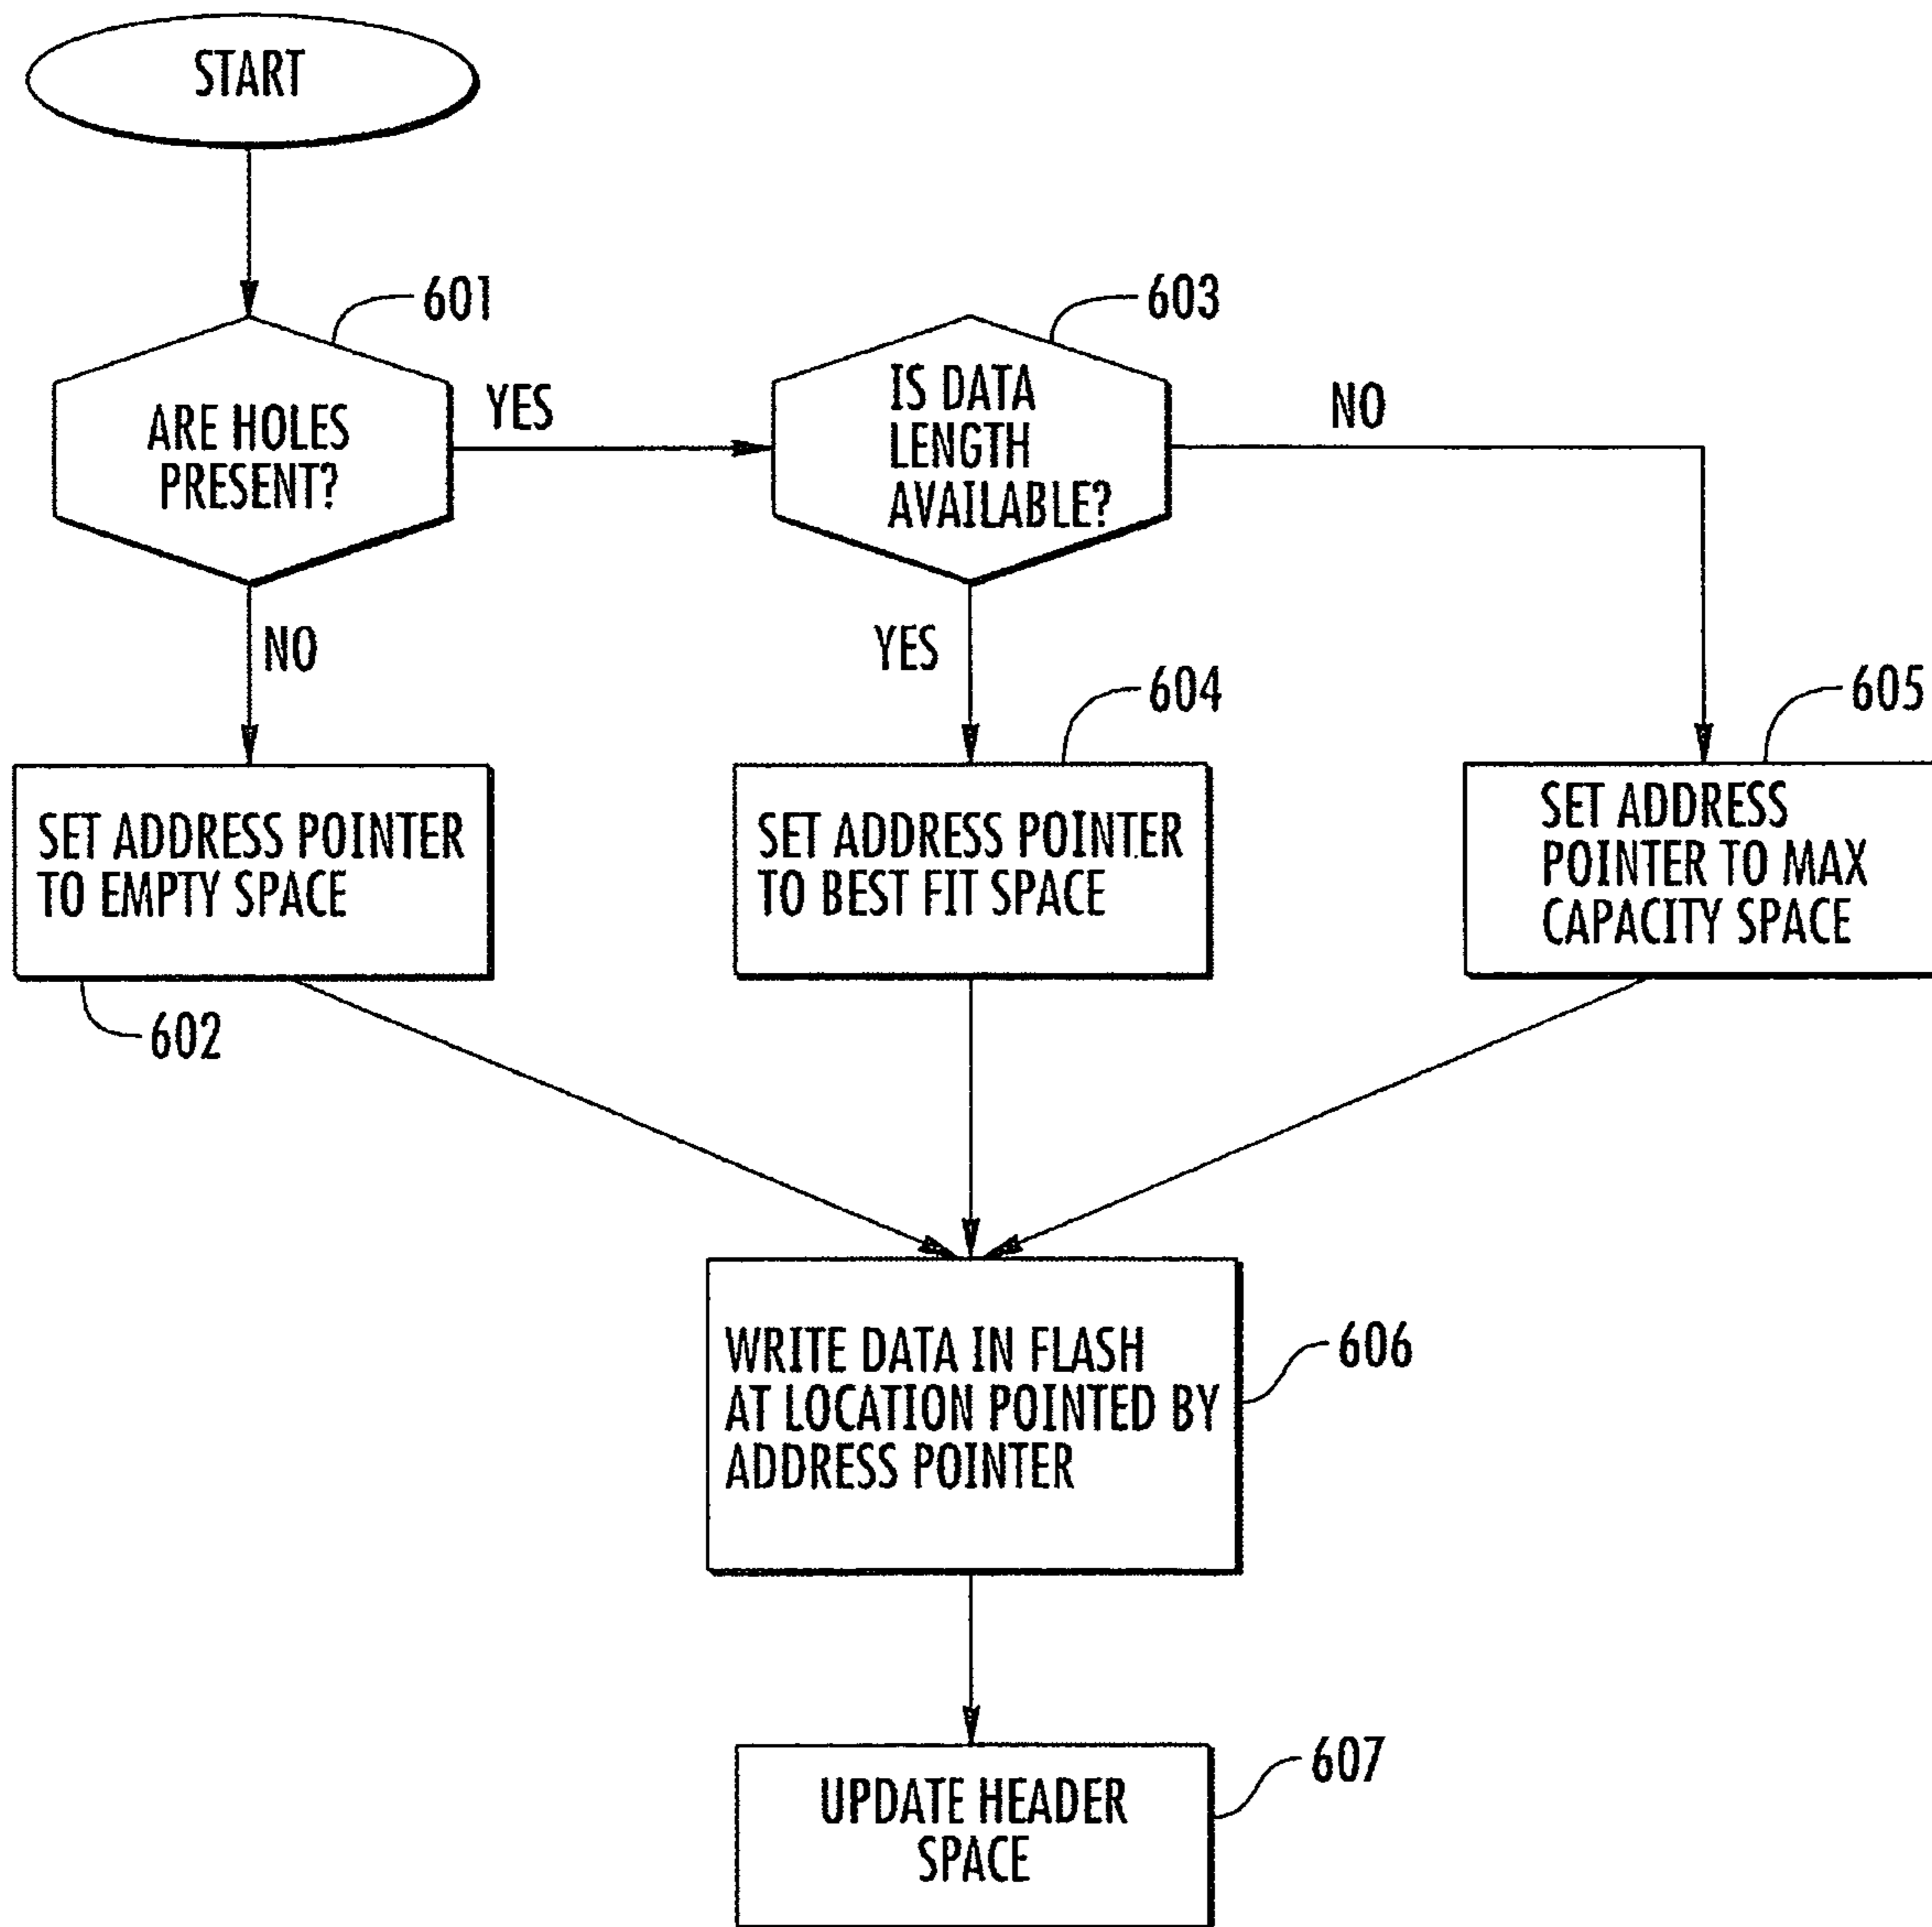 START
601
ARE HOLES
PRESENT?
YES
603
IS DATA
LENGTH
AVAILABLE?
NO
NO
YES
604
605
SET ADDRESS POINTER
TO EMPTY SPACE
602
SET ADDRESS POINTER
TO BEST FIT SPACE
SET ADDRESS
POINTER TO MAX
CAPACITY SPACE
WRITE DATA IN FLASH
AT LOCATION POINTED BY
ADDRESS POINTER
606
UPDATE HEADER
SPACE
607